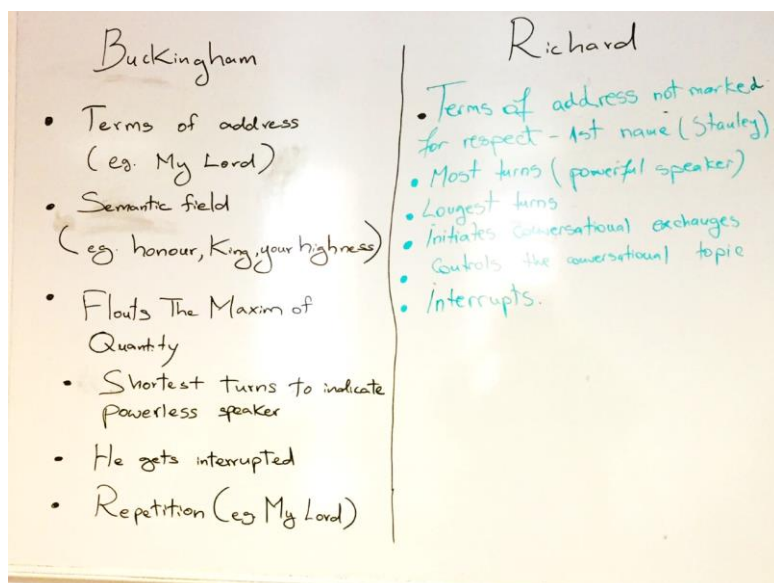 Buckingham
• Terms of address
(eg. My Lord)
• Semantic field
(eg. honour, King, your highness)
• Flouts The Maxim of
Quantity
• Shortest turns to indicate
powerless speaker
• He gets interrupted
• Repetition (eg My Lord)
Richard
• Terms of address not marked
for respect - 1st name (Stanley)
• Most turns (powerful speaker)
• Longest turns
• Initiates conversational exchanges
• Controls the conversational topic
• Interrupts.